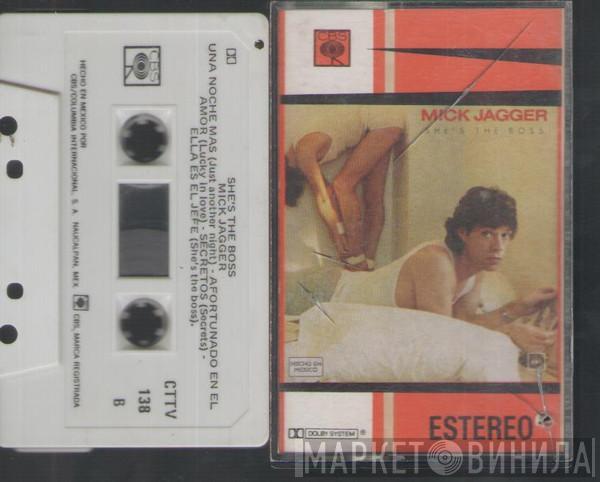 CBS
HECHO EN MEXICO POR
CBS/COLUMBIA INTERNACIONAL, S. A. NAUCALPAN, MEX.
CBS, MARCA REGISTRADA
SHE'S THE BOSS
MICK JAGGER
UNA NOCHE MAS (Just another night) - AFORTUNADO EN EL
AMOR (Lucky in love) - SECRETOS (Secrets) -
ELLA ES EL JEFE (She's the boss).
CTTV
138
B
CBS
MICK JAGGER
SHE'S THE BOSS
HECHO EN
MEXICO
DOLBY SYSTEM ®
ESTEREO
МАРКЕТ ВИНИЛА